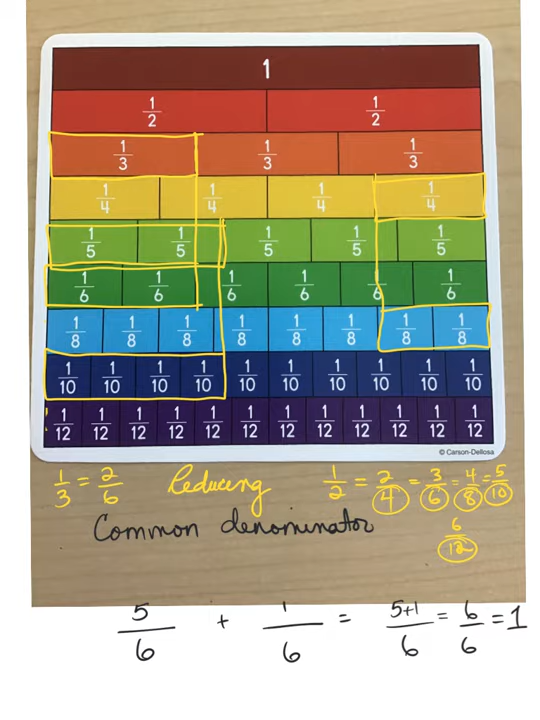 1
1/2 1/2
1/3 1/3 1/3
1/4 1/4 1/4 1/4
1/5 1/5 1/5 1/5 1/5
1/6 1/6 1/6 1/6 1/6 1/6
1/8 1/8 1/8 1/8 1/8 1/8 1/8 1/8
1/10 1/10 1/10 1/10 1/10 1/10 1/10 1/10 1/10 1/10
1/12 1/12 1/12 1/12 1/12 1/12 1/12 1/12 1/12 1/12 1/12 1/12
© Carson-Dellosa
1/3 = 2/6 Reducing 1/2 = 2/4 = 3/6 = 4/8 = 5/10
Common denominator 6/12
5/6 + 1/6 = 5+1/6 = 6/6 = 1